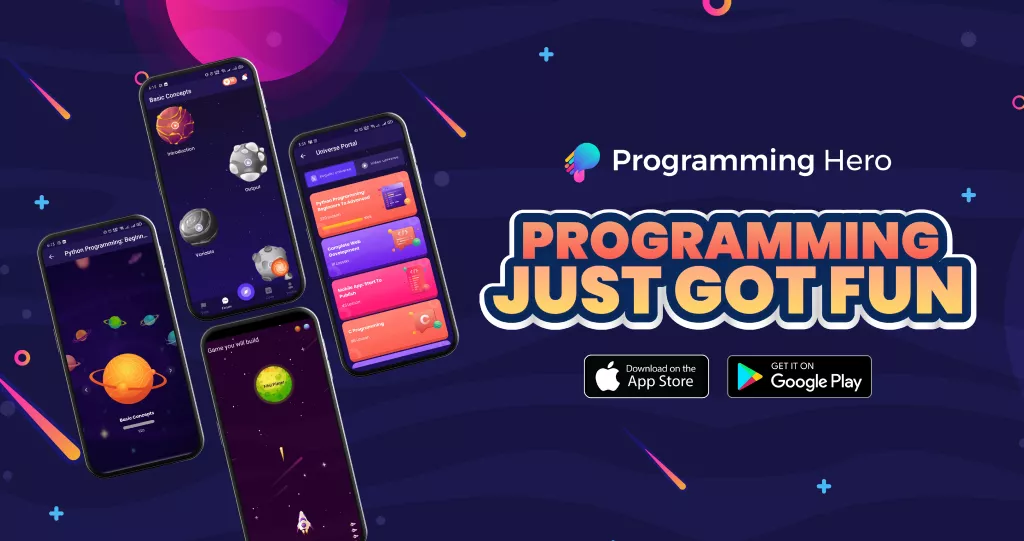 Basic Concepts
Introduction
Output
Variable
Forum
Universe Portal
Python Programming
Beginners To Advanced
Complete Web
Development
Mobile App: Start To
Publish
C Programming
Python Programming: Beginn...
Basic Concepts
Game you will build
Programming Hero
PROGRAMMING
JUST GOT FUN
Download on the
App Store
GET IT ON
Google Play